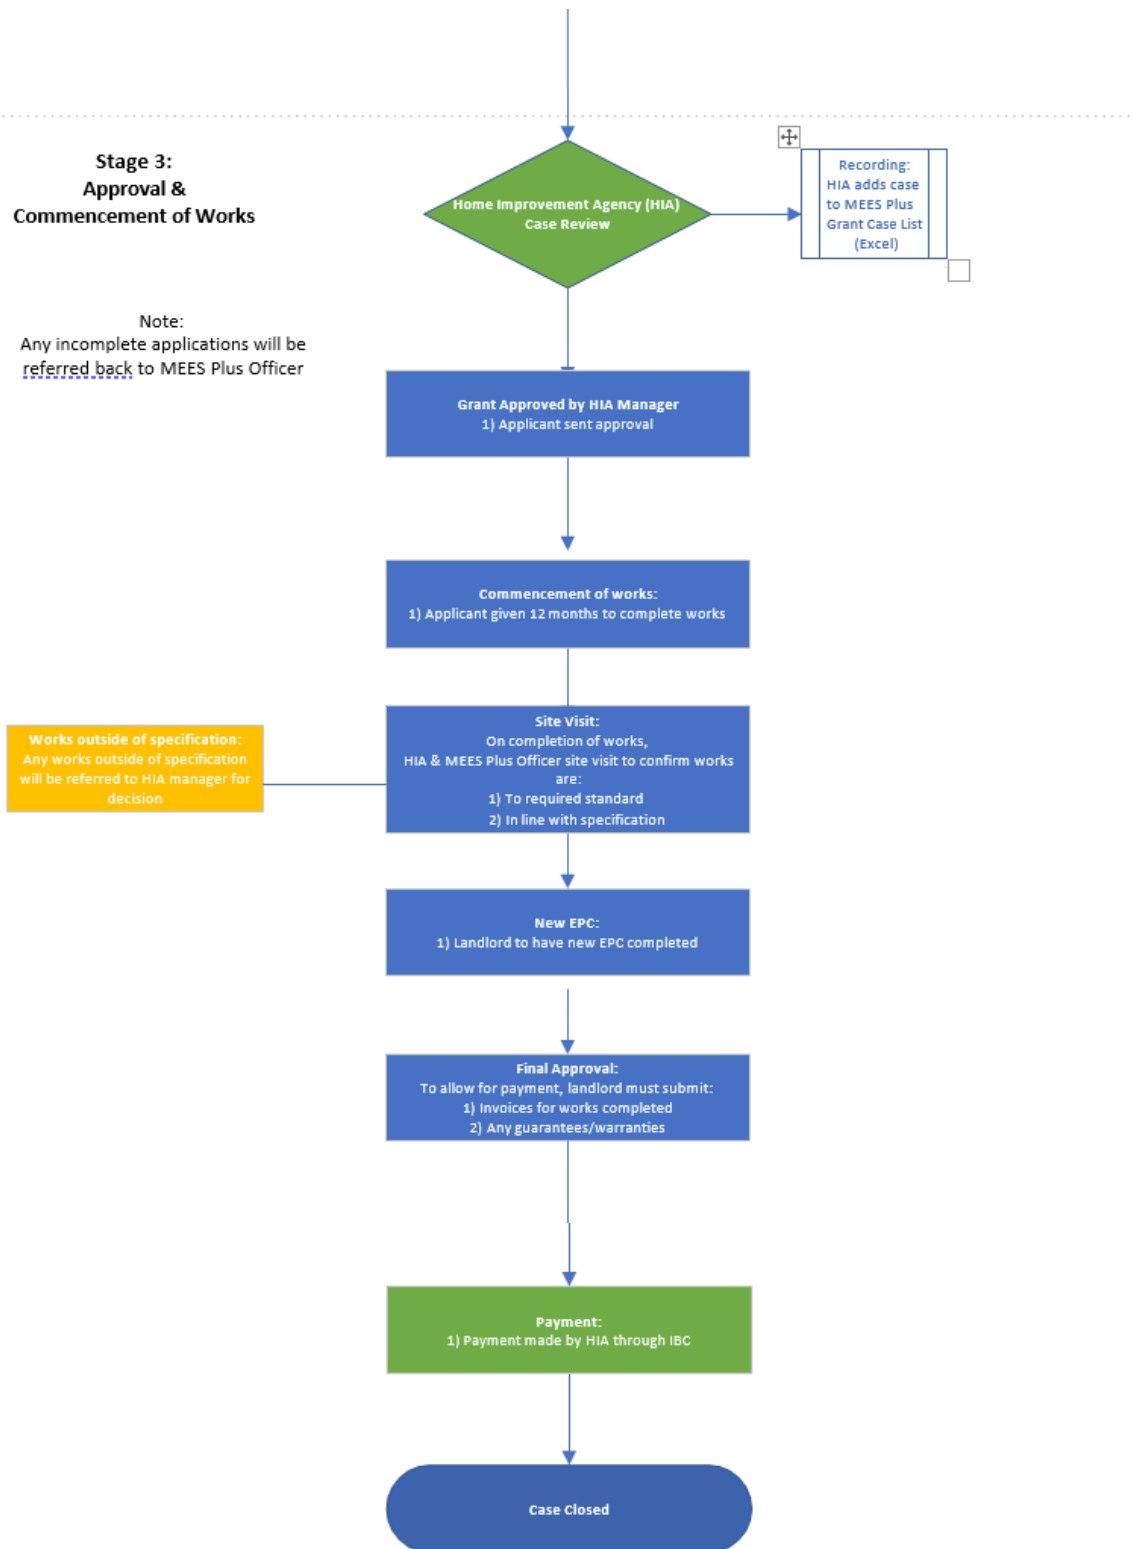 Stage 3:
Approval &
Commencement of Works
Home Improvement Agency (HIA)
Case Review
Recording:
HIA adds case
to MEES Plus
Grant Case List
(Excel)
Note:
Any incomplete applications will be
referred back to MEES Plus Officer
Grant Approved by HIA Manager
1) Applicant sent approval
Commencement of works:
1) Applicant given 12 months to complete works
Site Visit:
On completion of works,
HIA & MEES Plus Officer site visit to confirm works
are:
1) To required standard
2) In line with specification
Works outside of specification:
Any works outside of specification
will be referred to HIA manager for
decision
New EPC:
1) Landlord to have new EPC completed
Final Approval:
To allow for payment, landlord must submit:
1) Invoices for works completed
2) Any guarantees/warranties
Payment:
1) Payment made by HIA through IBC
Case Closed